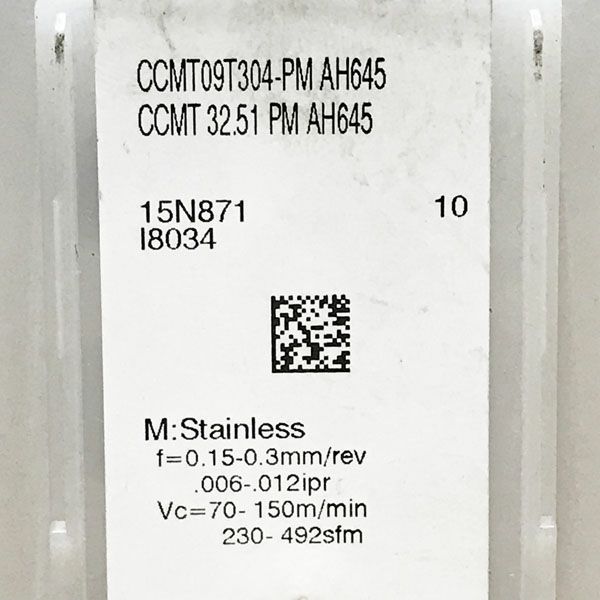 CCMT09T304-PM AH645
CCMT 32.51 PM AH645
15N871 10
I8034
M:Stainless
f=0.15-0.3mm/rev
.006-.012ipr
Vc=70- 150m/min
230- 492sfm